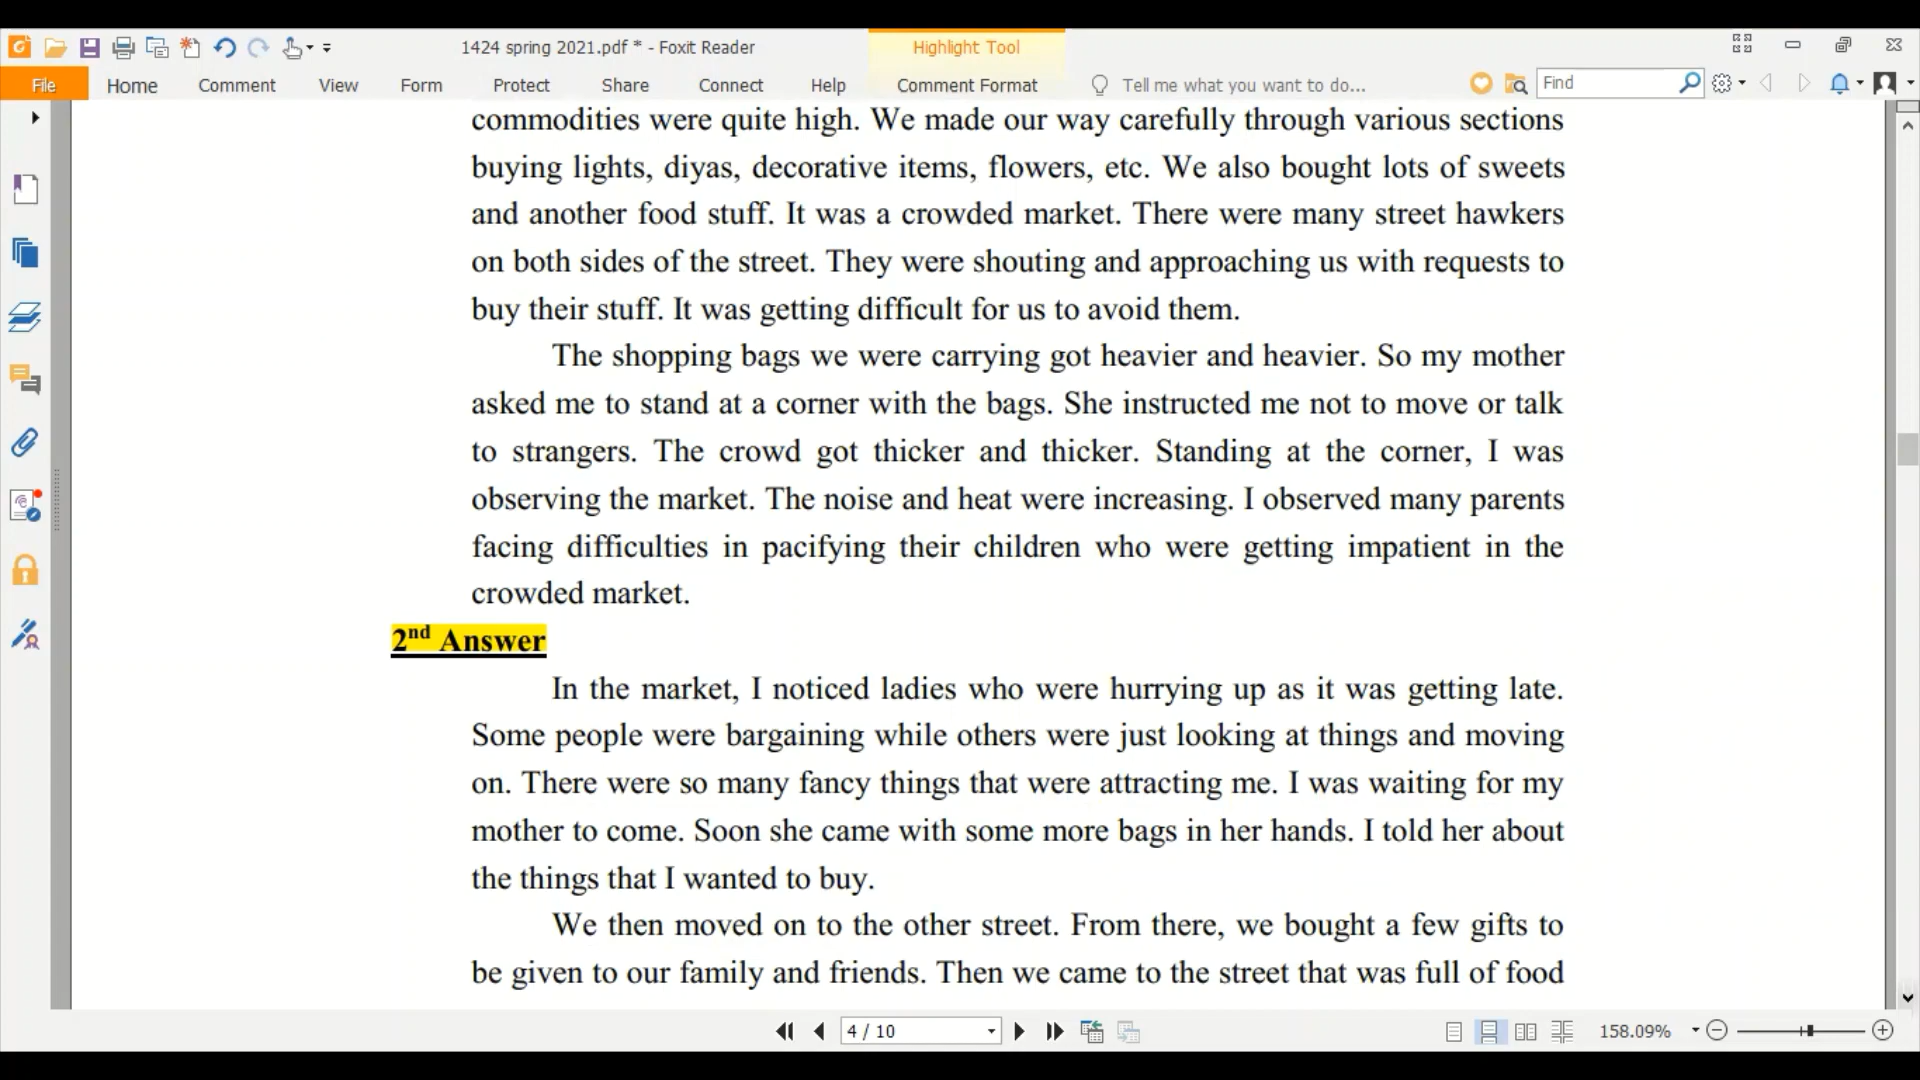 1424 spring 2021.pdf * - Foxit Reader
Highlight Tool
File
Home
Comment
View
Form
Protect
Share
Connect
Help
Comment Format
Tell me what you want to do...
Find
commodities were quite high. We made our way carefully through various sections
buying lights, diyas, decorative items, flowers, etc. We also bought lots of sweets
and another food stuff. It was a crowded market. There were many street hawkers
on both sides of the street. They were shouting and approaching us with requests to
buy their stuff. It was getting difficult for us to avoid them.
The shopping bags we were carrying got heavier and heavier. So my mother
asked me to stand at a corner with the bags. She instructed me not to move or talk
to strangers. The crowd got thicker and thicker. Standing at the corner, I was
observing the market. The noise and heat were increasing. I observed many parents
facing difficulties in pacifying their children who were getting impatient in the
crowded market.
2nd Answer
In the market, I noticed ladies who were hurrying up as it was getting late.
Some people were bargaining while others were just looking at things and moving
on. There were so many fancy things that were attracting me. I was waiting for my
mother to come. Soon she came with some more bags in her hands. I told her about
the things that I wanted to buy.
We then moved on to the other street. From there, we bought a few gifts to
be given to our family and friends. Then we came to the street that was full of food
4 / 10
158.09%